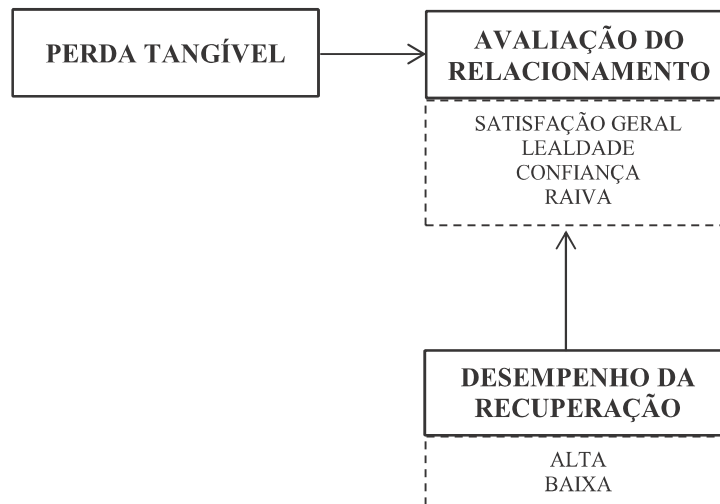 PERDA TANGÍVEL
AVALIAÇÃO DO
RELACIONAMENTO
SATISFAÇÃO GERAL
LEALDADE
CONFIANÇA
RAIVA
DESEMPENHO DA
RECUPERAÇÃO
ALTA
BAIXA